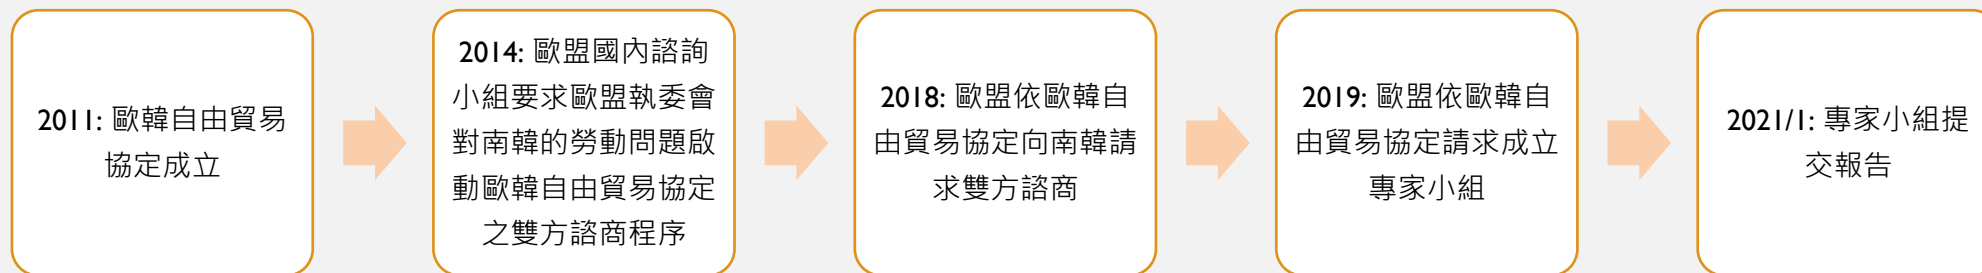 2011: 歐韓自由貿易
協定成立
2014: 歐盟國內諮詢
小組要求歐盟執委會
對南韓的勞動問題啟
動歐韓自由貿易協定
之雙方諮商程序
2018: 歐盟依歐韓自
由貿易協定向南韓請
求雙方諮商
2019: 歐盟依歐韓自
由貿易協定請求成立
專家小組
2021/1: 專家小組提
交報告